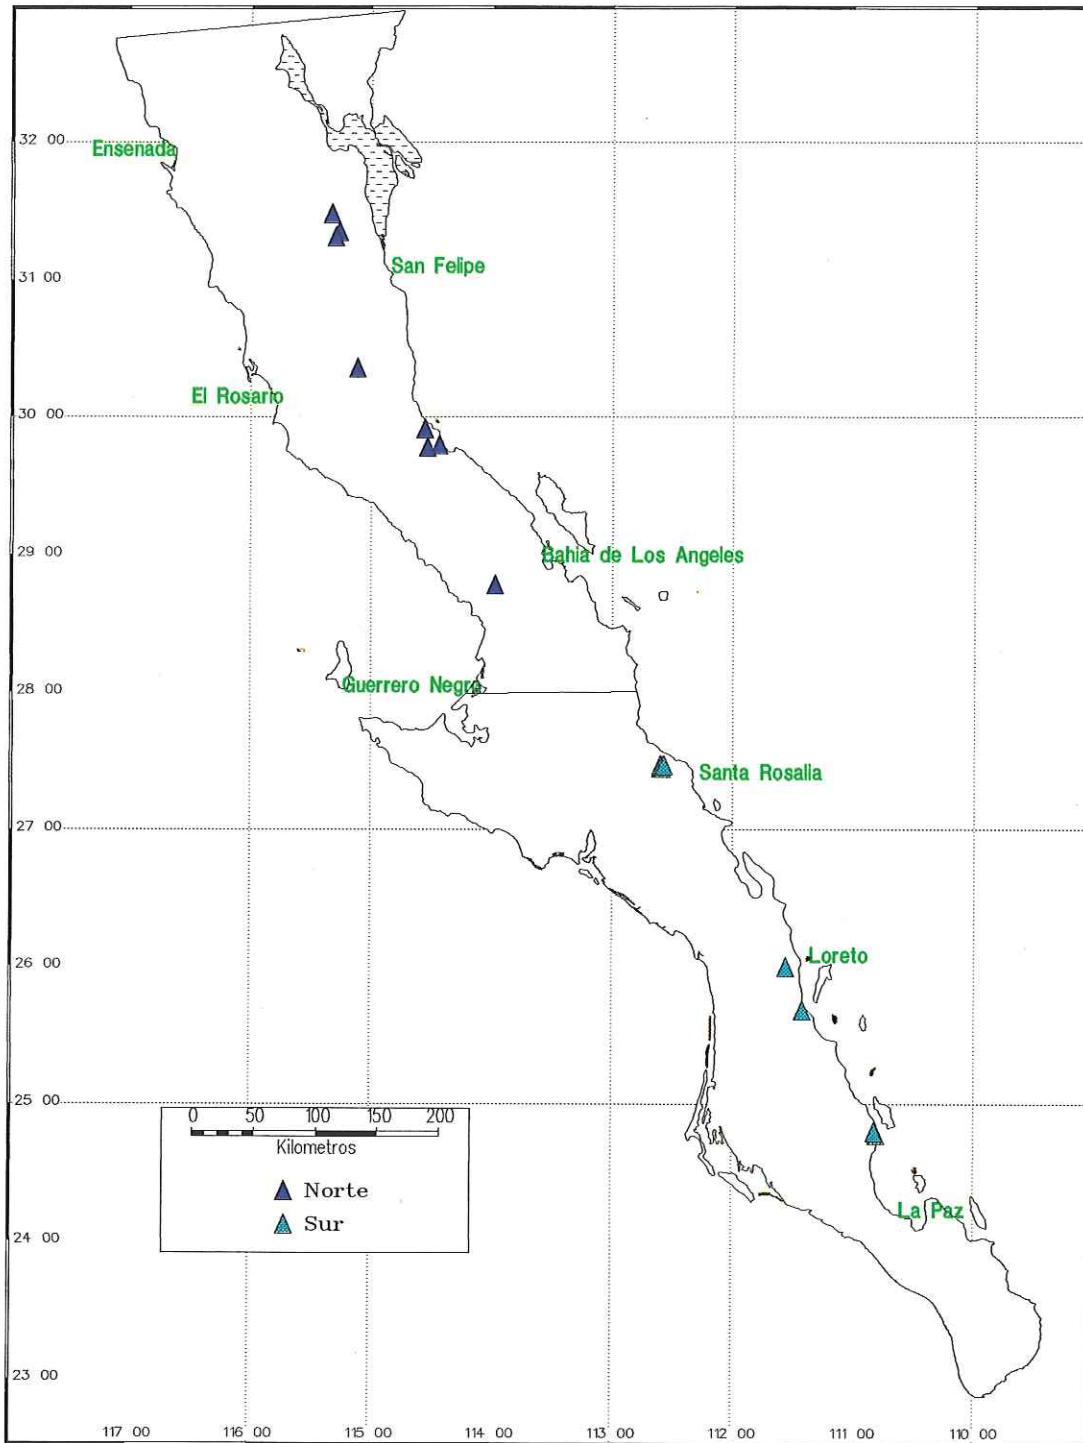 32 00
Ensenada
San Felipe
31 00
El Rosario
30 00
29 00
Bahia de Los Angeles
28 00
Guerrero Negro
Santa Rosalia
27 00
26 00
Loreto
25 00
0 50 100 150 200
Kilometros
Norte
Sur
La Paz
24 00
23 00
117 00 116 00 115 00 114 00 113 00 112 00 111 00 110 00